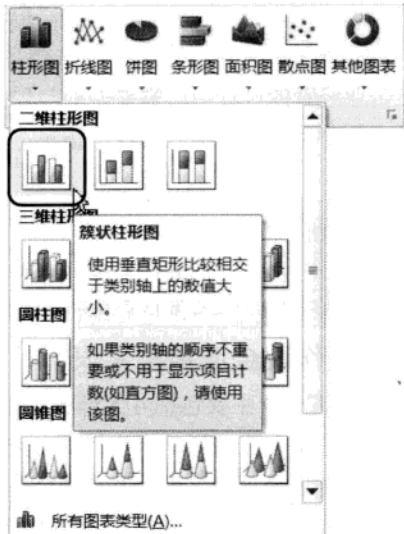 柱形图 折线图 饼图 条形图 面积图 散点图 其他图表
二维柱形图
三维柱形图
簇状柱形图
使用垂直矩形比较相交
于类别轴上的数值大
小。
圆柱图
如果类别轴的顺序不重
要或不用于显示项目计
数(如直方图)，请使用
该图。
圆锥图
所有图表类型(A)...